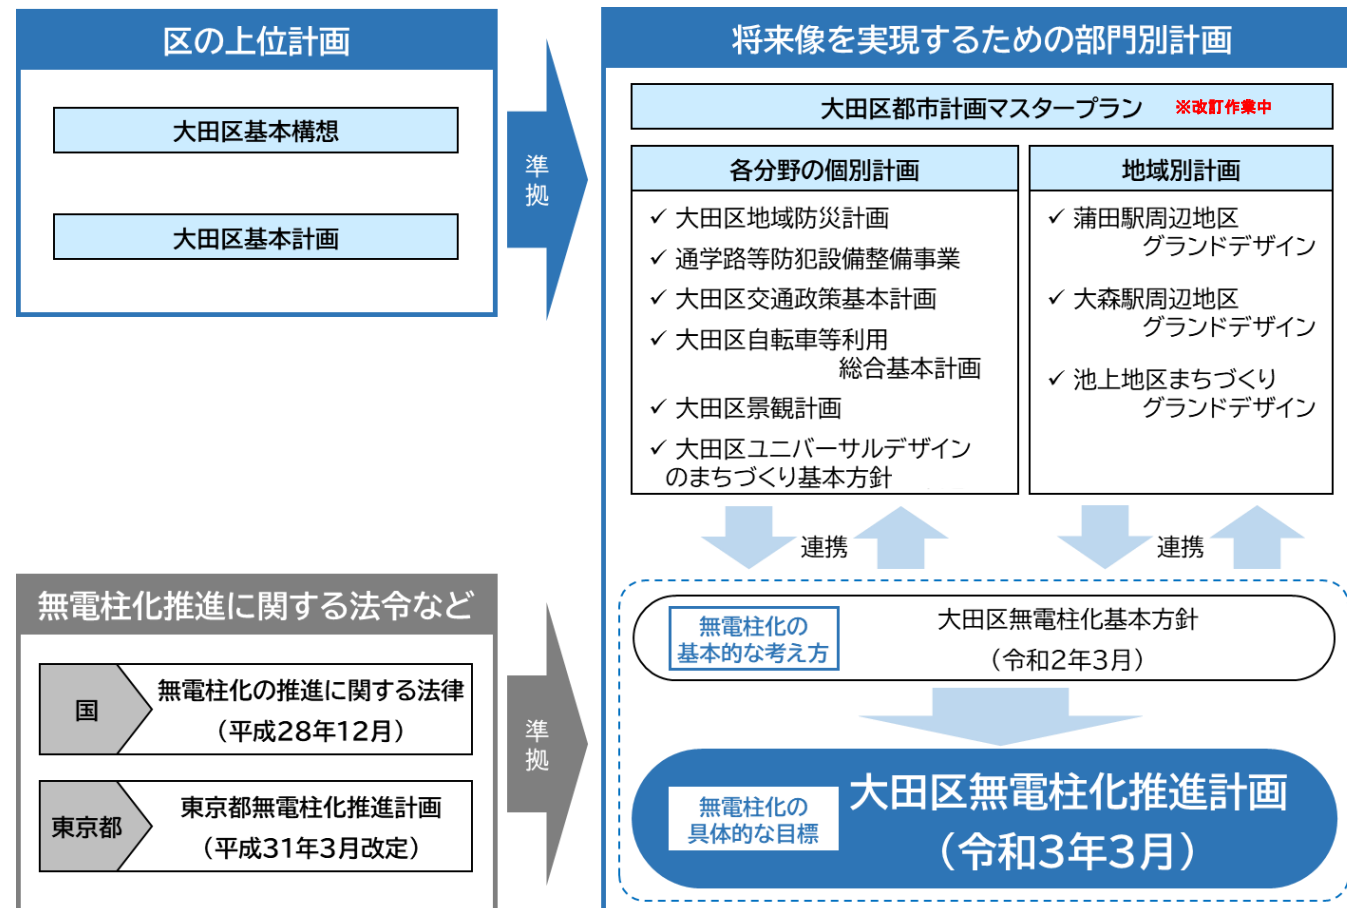 区の上位計画
大田区基本構想
大田区基本計画
準拠
将来像を実現するための部門別計画
大田区都市計画マスタープラン ※改訂作業中
各分野の個別計画
✓ 大田区地域防災計画
✓ 通学路等防犯設備整備事業
✓ 大田区交通政策基本計画
✓ 大田区自転車等利用
総合基本計画
✓ 大田区景観計画
✓ 大田区ユニバーサルデザイン
のまちづくり基本方針
地域別計画
✓ 蒲田駅周辺地区
グランドデザイン
✓ 大森駅周辺地区
グランドデザイン
✓ 池上地区まちづくり
グランドデザイン
連携
連携
無電柱化推進に関する法令など
国
無電柱化の推進に関する法律
（平成28年12月）
東京都
東京都無電柱化推進計画
（平成31年3月改定）
準拠
無電柱化の
基本的な考え方
大田区無電柱化基本方針
（令和2年3月）
無電柱化の
具体的な目標
大田区無電柱化推進計画
（令和3年3月）